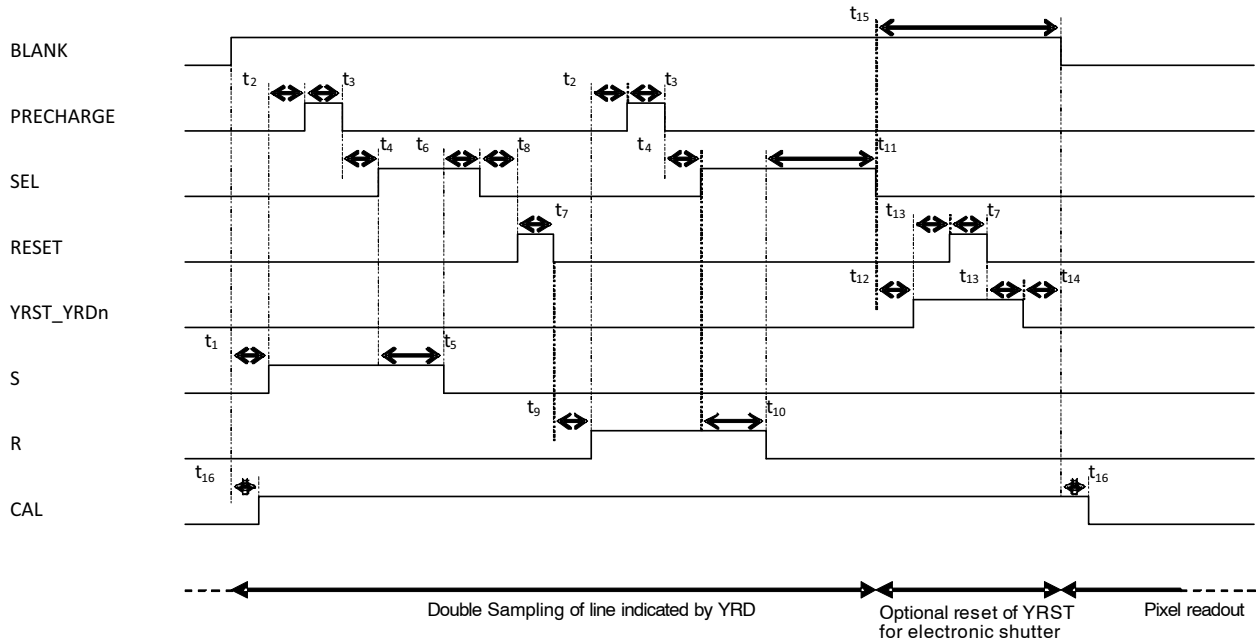 t15
BLANK
t2 t3 t2 t3
PRECHARGE
t4 t6 t8 t4 t11
SEL
t7 t13 t7
RESET
t12 t13 t14
YRST_YRDn
t1 t5
S
t9 t10
R
t16 t16
CAL
Double Sampling of line indicated by YRD
Optional reset of YRST
for electronic shutter
Pixel readout